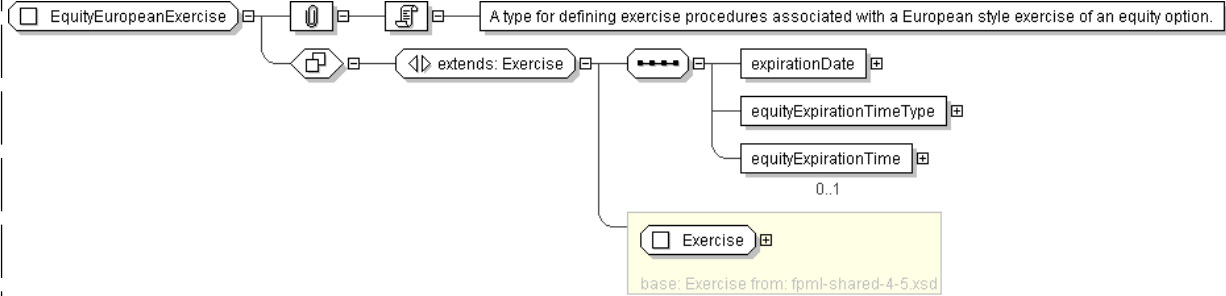 EquityEuropeanExercise
A type for defining exercise procedures associated with a European style exercise of an equity option.
extends: Exercise
expirationDate
equityExpirationTimeType
equityExpirationTime
0..1
Exercise
base: Exercise from: fpml-shared-4-5.xsd